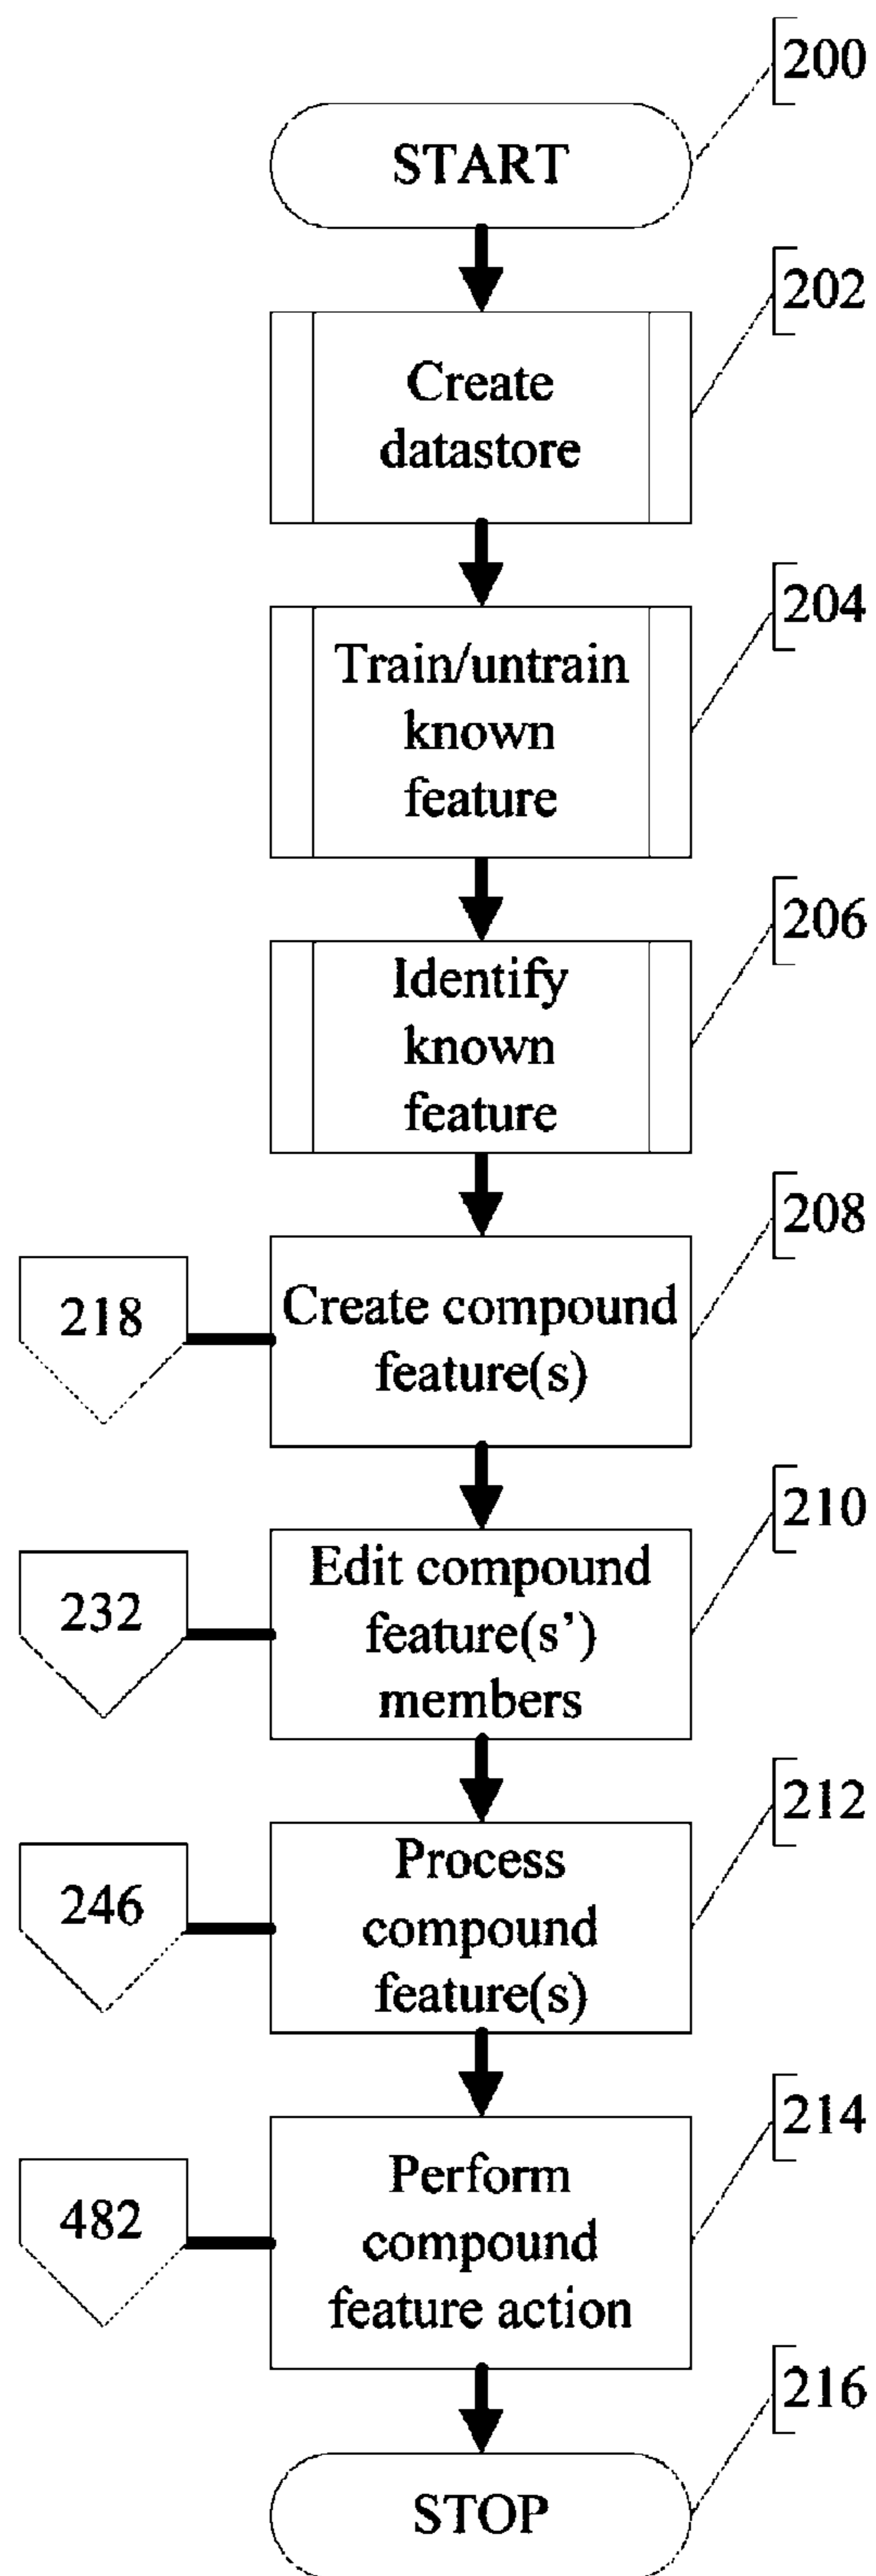 200
START
202
Create
datastore
204
Train/untrain
known
feature
206
Identify
known
feature
208
218
Create compound
feature(s)
210
232
Edit compound
feature(s’)
members
212
246
Process
compound
feature(s)
214
482
Perform
compound
feature action
216
STOP